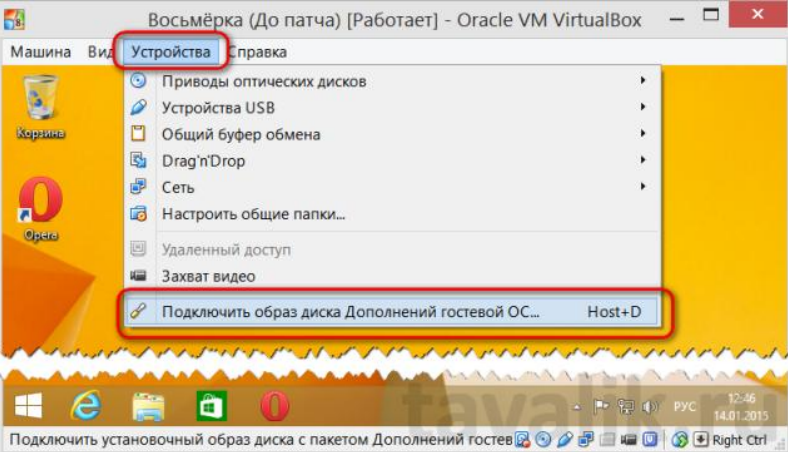 Восьмёрка (До патча) [Работает] - Oracle VM VirtualBox
Машина Вид Устройства Справка
Приводы оптических дисков
Корзина
Устройства USB
Общий буфер обмена
Drag'n'Drop
Сеть
Opera
Настроить общие папки...
Удаленный доступ
Захват видео
Подключить образ диска Дополнений гостевой ОС... Host+D
tavalik.ru
РУС
12:46
14.01.2015
Подключить установочный образ диска с пакетом Дополнений гостев
Right Ctrl